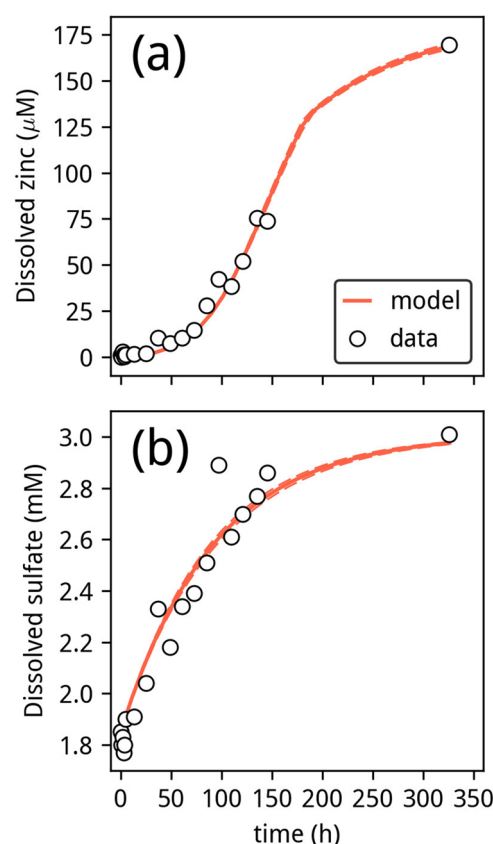 175
(a)
150
125
100
75
50
25
0
Dissolved zinc (μM)
model
data
3.0
(b)
2.8
2.6
2.4
2.2
2.0
1.8
Dissolved sulfate (mM)
0 50 100 150 200 250 300 350
time (h)